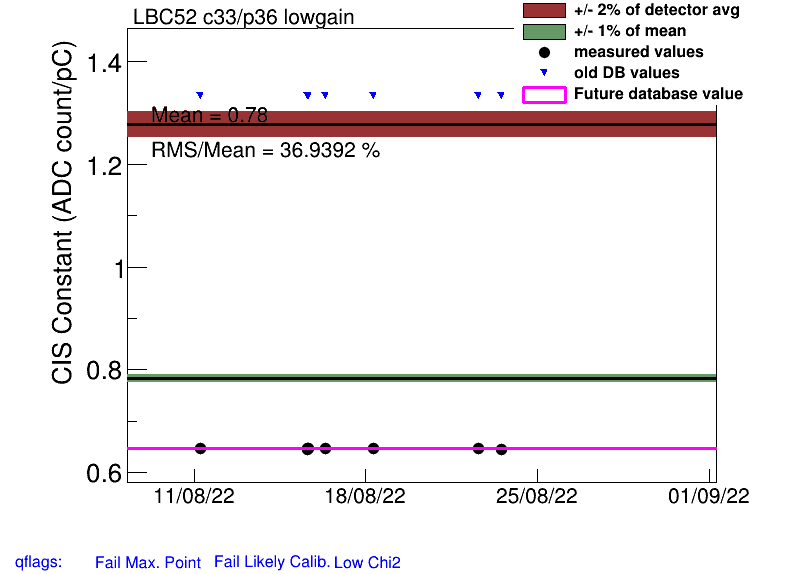 LBC52 c33/p36 lowgain
+/- 2% of detector avg
+/- 1% of mean
measured values
old DB values
Future database value
Mean = 0.78
RMS/Mean = 36.9392 %
CIS Constant (ADC count/pC)
1.4
1.2
1
0.8
0.6
11/08/22 18/08/22 25/08/22 01/09/22
qflags: Fail Max. Point Fail Likely Calib. Low Chi2